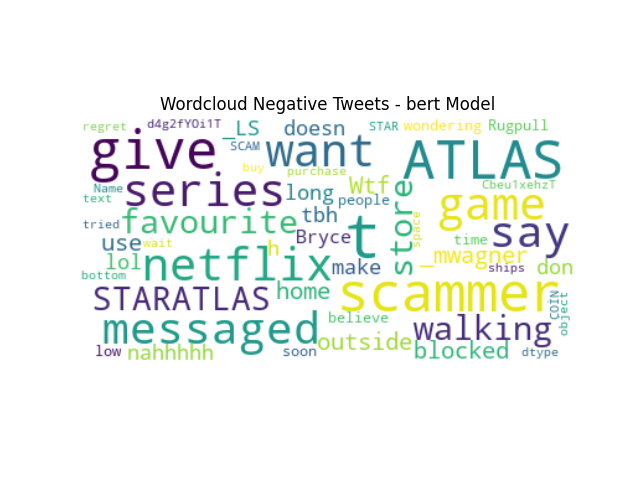 Wordcloud Negative Tweets - bert Model
regret d4g2fYOi1T _LS doesn STAR wondering Rugpull
give SCAM want ATLAS
buy purchase
Name series long Wtf people Cbeu1xehzT
text game
tried favourite tbh store space say
use wait h Bryce t time
lol netflix make _mwagner ships don
bottom
STARATLAS home scammer COIN object
messaged believe walking
low nahhhhh soon outside blocked dtype